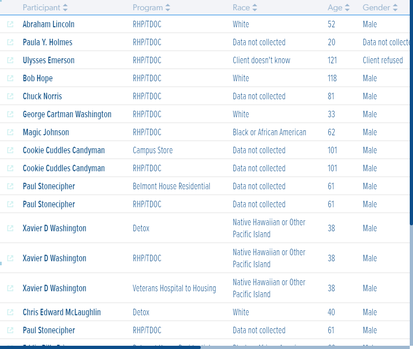 Participant Program Race Age Gender
Abraham Lincoln RHP/TDOC White 52 Male
Paula Y. Holmes RHP/TDOC Data not collected 20 Data not collecte
Ulysses Emerson RHP/TDOC Client doesn't know 121 Client refused
Bob Hope RHP/TDOC White 118 Male
Chuck Norris RHP/TDOC Data not collected 81 Male
George Cartman Washington RHP/TDOC White 33 Male
Magic Johnson RHP/TDOC Black or African American 62 Male
Cookie Cuddles Candyman Campus Store Data not collected 101 Male
Cookie Cuddles Candyman RHP/TDOC Data not collected 101 Male
Paul Stonecipher Belmont House Residential Data not collected 61 Male
Paul Stonecipher RHP/TDOC Data not collected 61 Male
Xavier D Washington Detox Native Hawaiian or Other 38 Male
Pacific Island
Xavier D Washington RHP/TDOC Native Hawaiian or Other 38 Male
Pacific Island
Xavier D Washington Veterans Hospital to Housing Native Hawaiian or Other 38 Male
Pacific Island
Chris Edward McLaughlin Detox White 40 Male
Paul Stonecipher RHP/TDOC Data not collected 61 Male